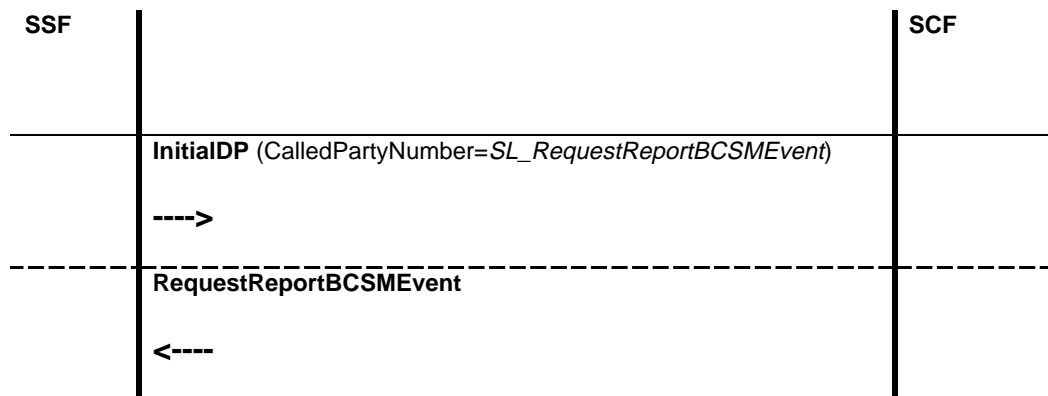 SSF SCF
InitialDP (CalledPartyNumber=SL_RequestReportBCSMEvent)
---->
RequestReportBCSMEvent
<----